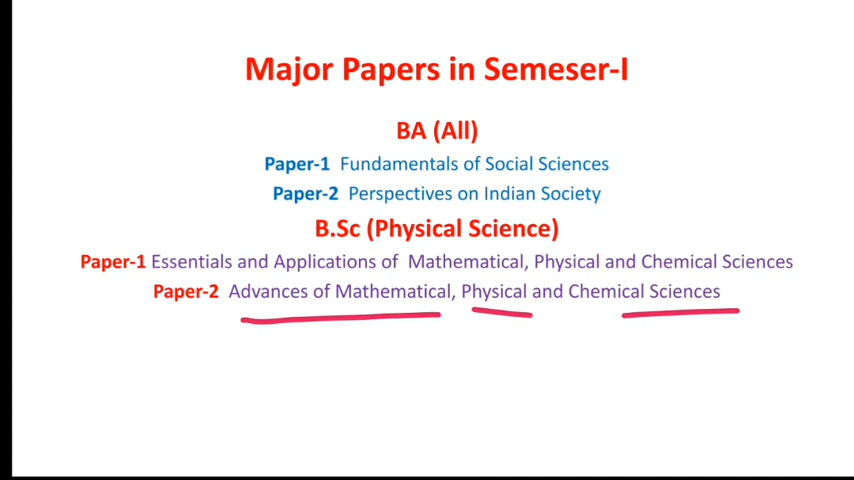 Major Papers in Semeser-I
BA (All)
Paper-1 Fundamentals of Social Sciences
Paper-2 Perspectives on Indian Society
B.Sc (Physical Science)
Paper-1 Essentials and Applications of Mathematical, Physical and Chemical Sciences
Paper-2 Advances of Mathematical, Physical and Chemical Sciences